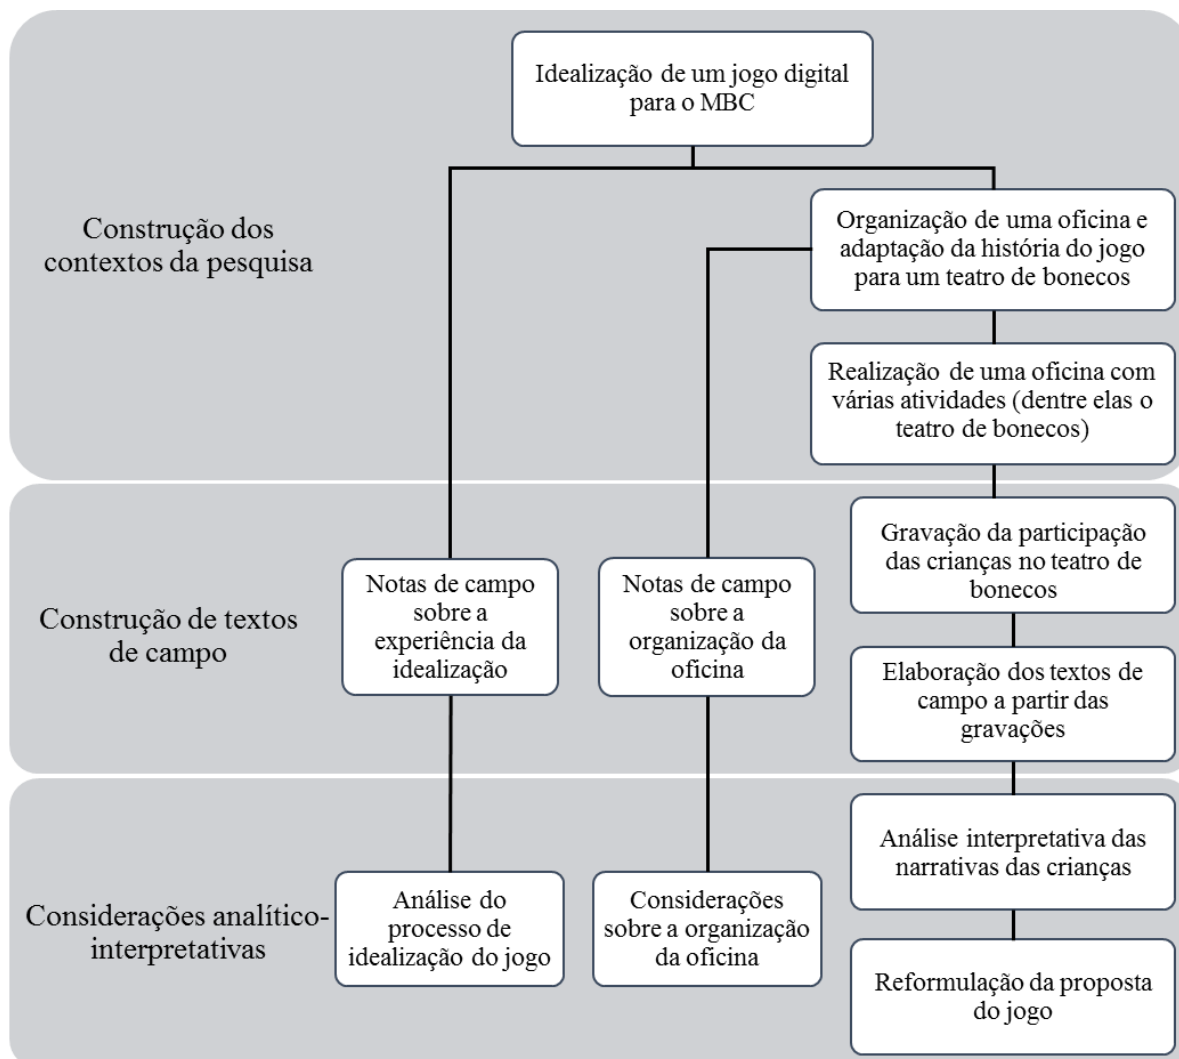 Idealização de um jogo digital
para o MBC
Construção dos
contextos da pesquisa
Organização de uma oficina e
adaptação da história do jogo
para um teatro de bonecos
Realização de uma oficina com
várias atividades (dentre elas o
teatro de bonecos)
Construção de textos
de campo
Notas de campo
sobre a
experiência da
idealização
Notas de campo
sobre a
organização da
oficina
Gravação da participação
das crianças no teatro de
bonecos
Elaboração dos textos de
campo a partir das
gravações
Considerações analítico-
interpretativas
Análise do
processo de
idealização do jogo
Considerações
sobre a organização
da oficina
Análise interpretativa das
narrativas das crianças
Reformulação da proposta
do jogo